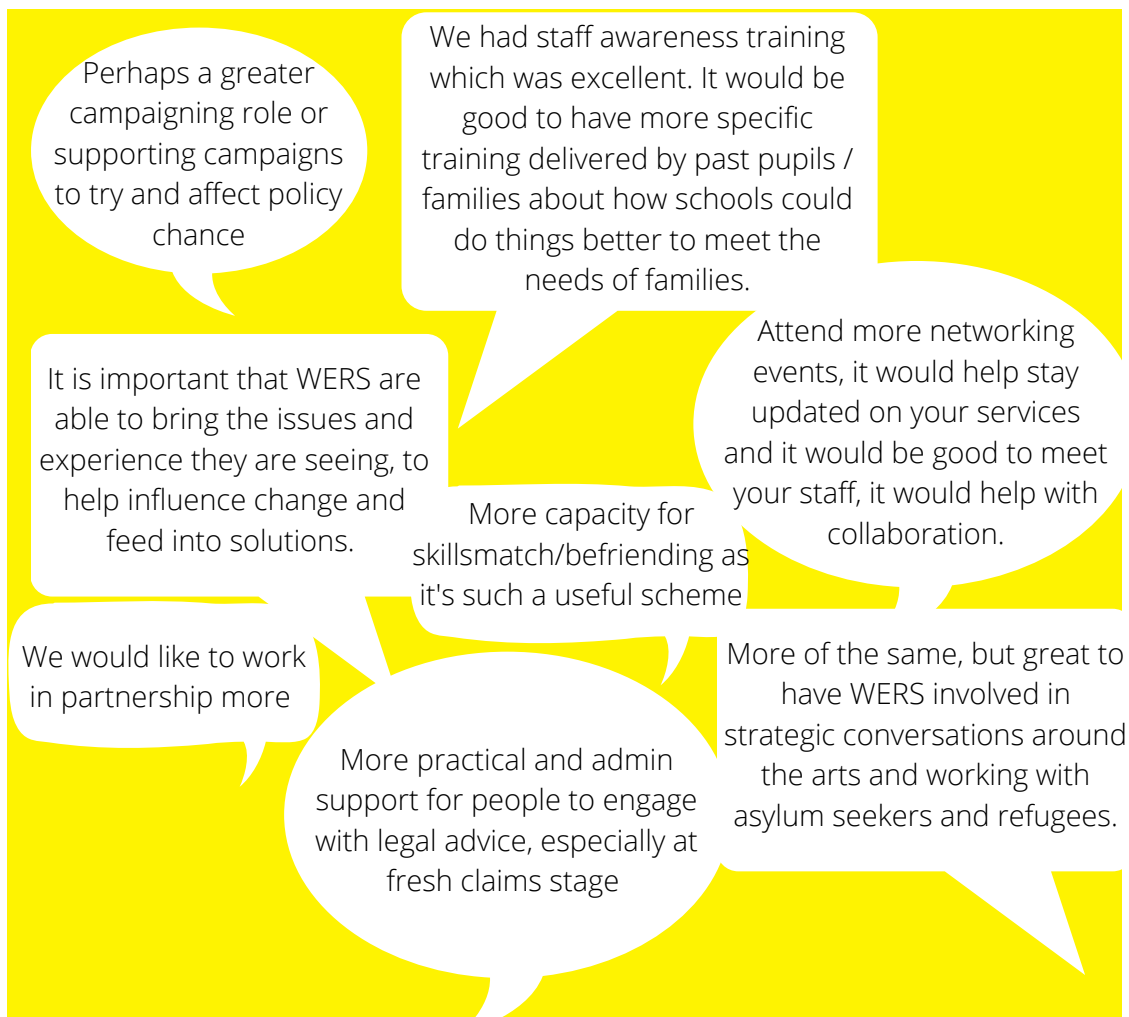 Perhaps a greater
campaigning role or
supporting campaigns
to try and affect policy
chance
We had staff awareness training
which was excellent. It would be
good to have more specific
training delivered by past pupils /
families about how schools could
do things better to meet the
needs of families.
Attend more networking
events, it would help stay
updated on your services
and it would be good to meet
your staff, it would help with
collaboration.
It is important that WERS are
able to bring the issues and
experience they are seeing, to
help influence change and
feed into solutions.
More capacity for
skillsmatch/befriending as
it's such a useful scheme
We would like to work
in partnership more
More of the same, but great to
have WERS involved in
strategic conversations around
the arts and working with
asylum seekers and refugees.
More practical and admin
support for people to engage
with legal advice, especially at
fresh claims stage